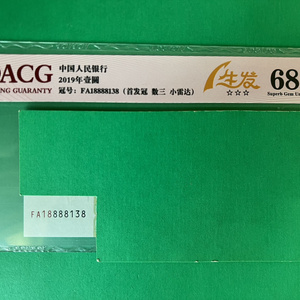 ACG
NG GUARANTY
中国人民银行
2019年壹圆
冠号: FA18888138 (首发冠 数三 小雷达)
生发
☆☆☆
68
Superb Gem Un
FA18888138